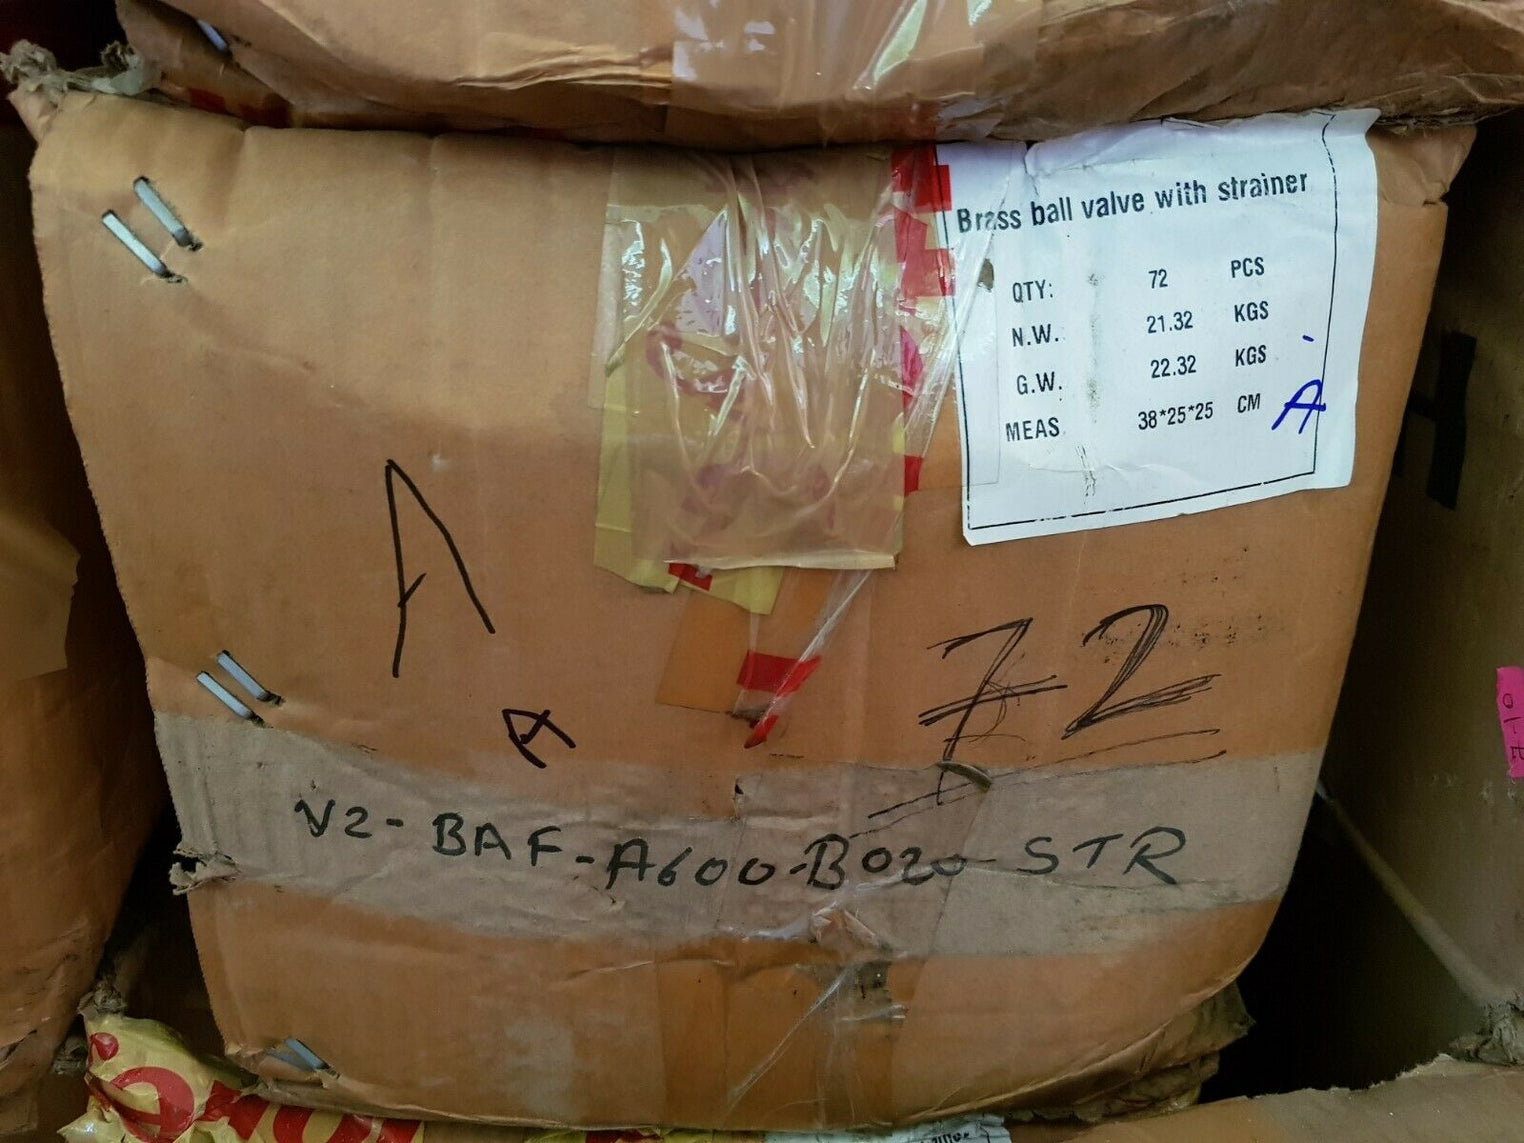 Brass ball valve with strainer
QTY: 72 PCS
N.W. 21.32 KGS
G.W. 22.32 KGS
MEAS 38*25*25 CM
A
A
72
A
V2-BAF-A600-B020-STR